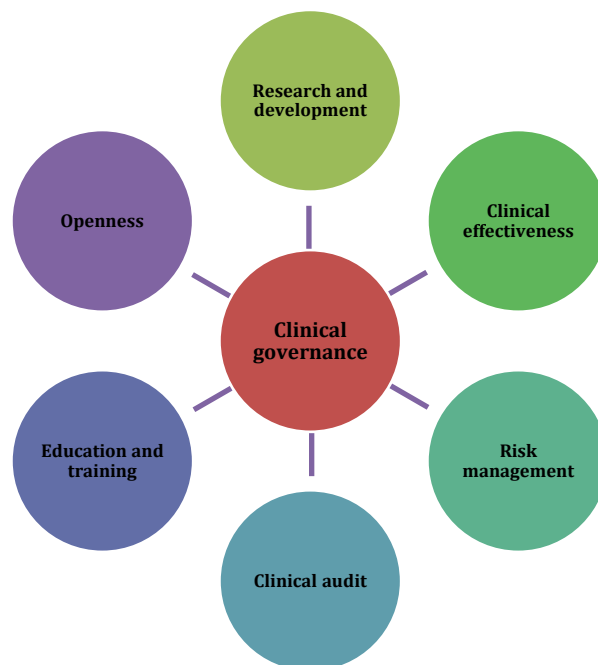 Research and
development
Openness
Clinical
effectiveness
Clinical
governance
Education and
training
Risk
management
Clinical audit